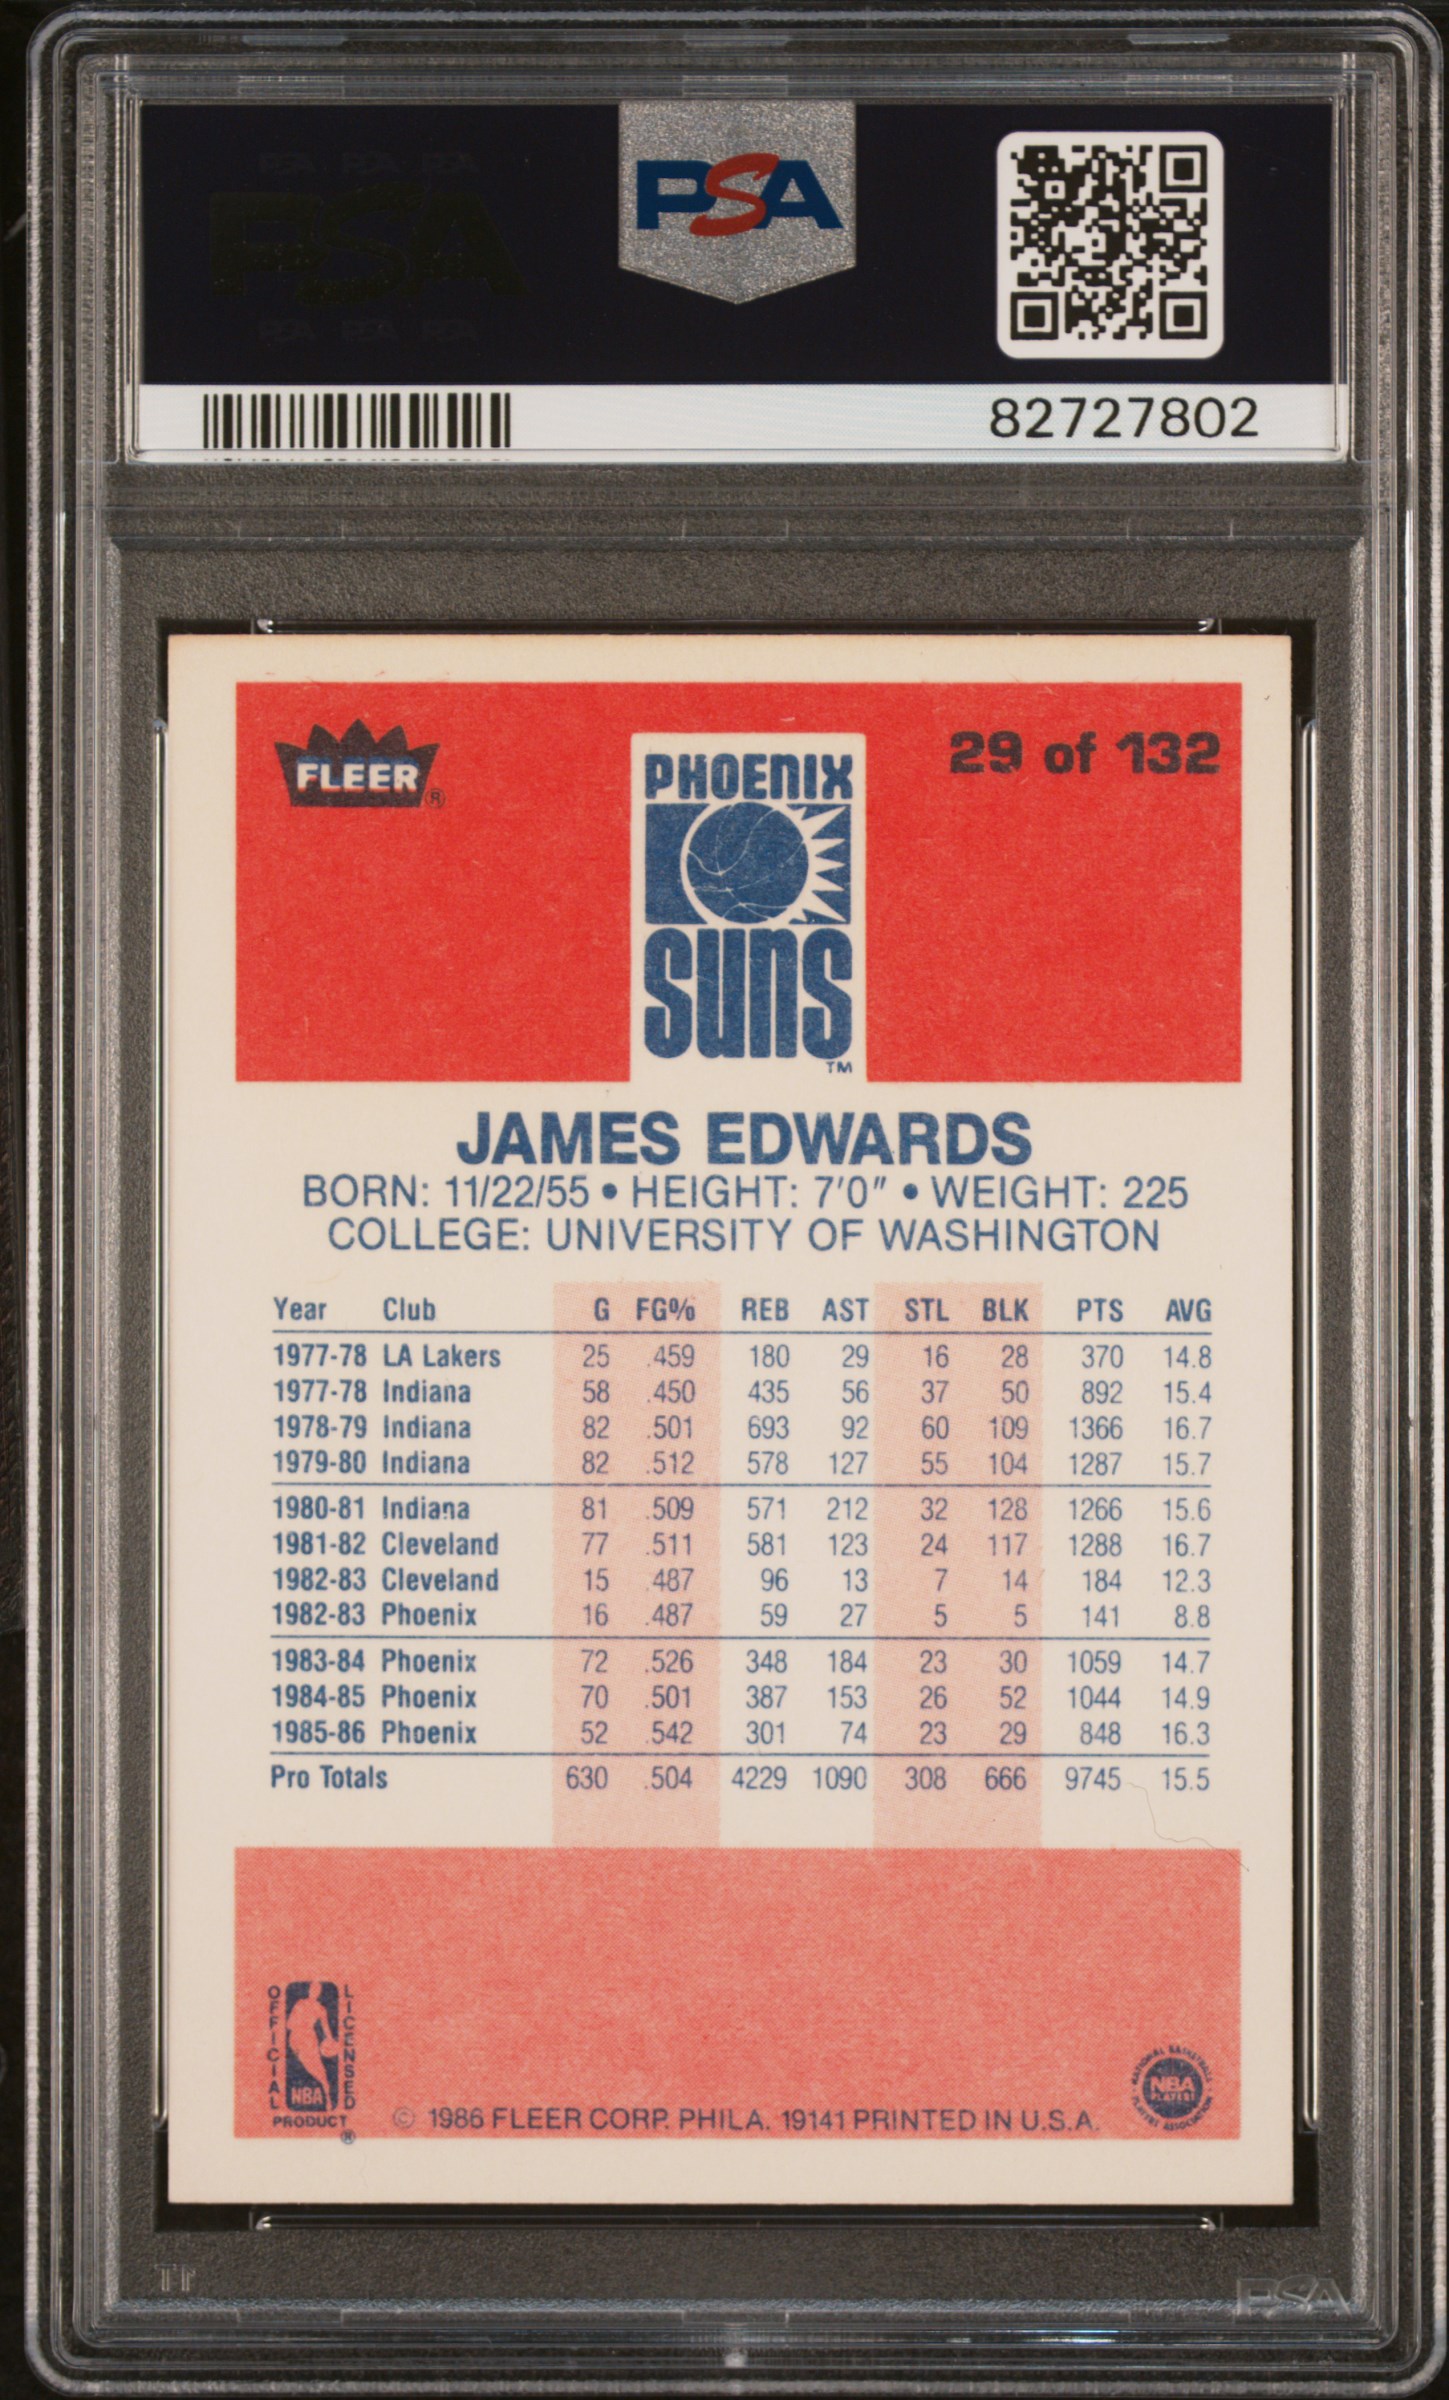 PSA
82727802
FLEER®
29 of 132
PHOENIX
SUNS
TM
JAMES EDWARDS
BORN: 11/22/55 • HEIGHT: 7'0" • WEIGHT: 225
COLLEGE: UNIVERSITY OF WASHINGTON
Year Club G FG% REB AST STL BLK PTS AVG
1977-78 LA Lakers 25 .459 180 29 16 28 370 14.8
1977-78 Indiana 58 .450 435 56 37 50 892 15.4
1978-79 Indiana 82 .501 693 92 60 109 1366 16.7
1979-80 Indiana 82 .512 578 127 55 104 1287 15.7
1980-81 Indiana 81 .509 571 212 32 128 1266 15.6
1981-82 Cleveland 77 .511 581 123 24 117 1288 16.7
1982-83 Cleveland 15 .487 96 13 7 14 184 12.3
1982-83 Phoenix 16 .487 59 27 5 5 141 8.8
1983-84 Phoenix 72 .526 348 184 23 30 1059 14.7
1984-85 Phoenix 70 .501 387 153 26 52 1044 14.9
1985-86 Phoenix 52 .542 301 74 23 29 848 16.3
Pro Totals 630 .504 4229 1090 308 666 9745 15.5
OFFICIAL LICENSED
NBA
PRODUCT ®
© 1986 FLEER CORP. PHILA. 19141 PRINTED IN U.S.A.
NATIONAL BASKETBALL
NBA
PLAYERS
PLAYERS ASSOCIATION
PSA